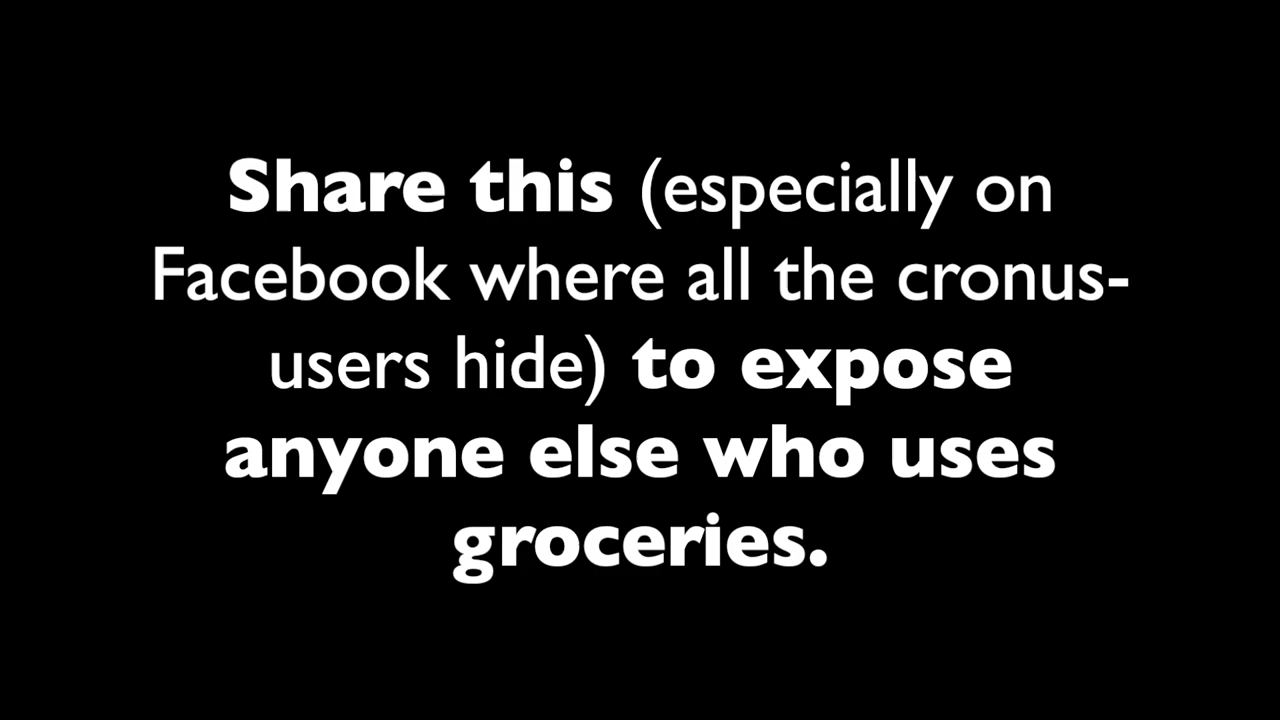 Share this (especially on
Facebook where all the cronus-
users hide) to expose
anyone else who uses
groceries.